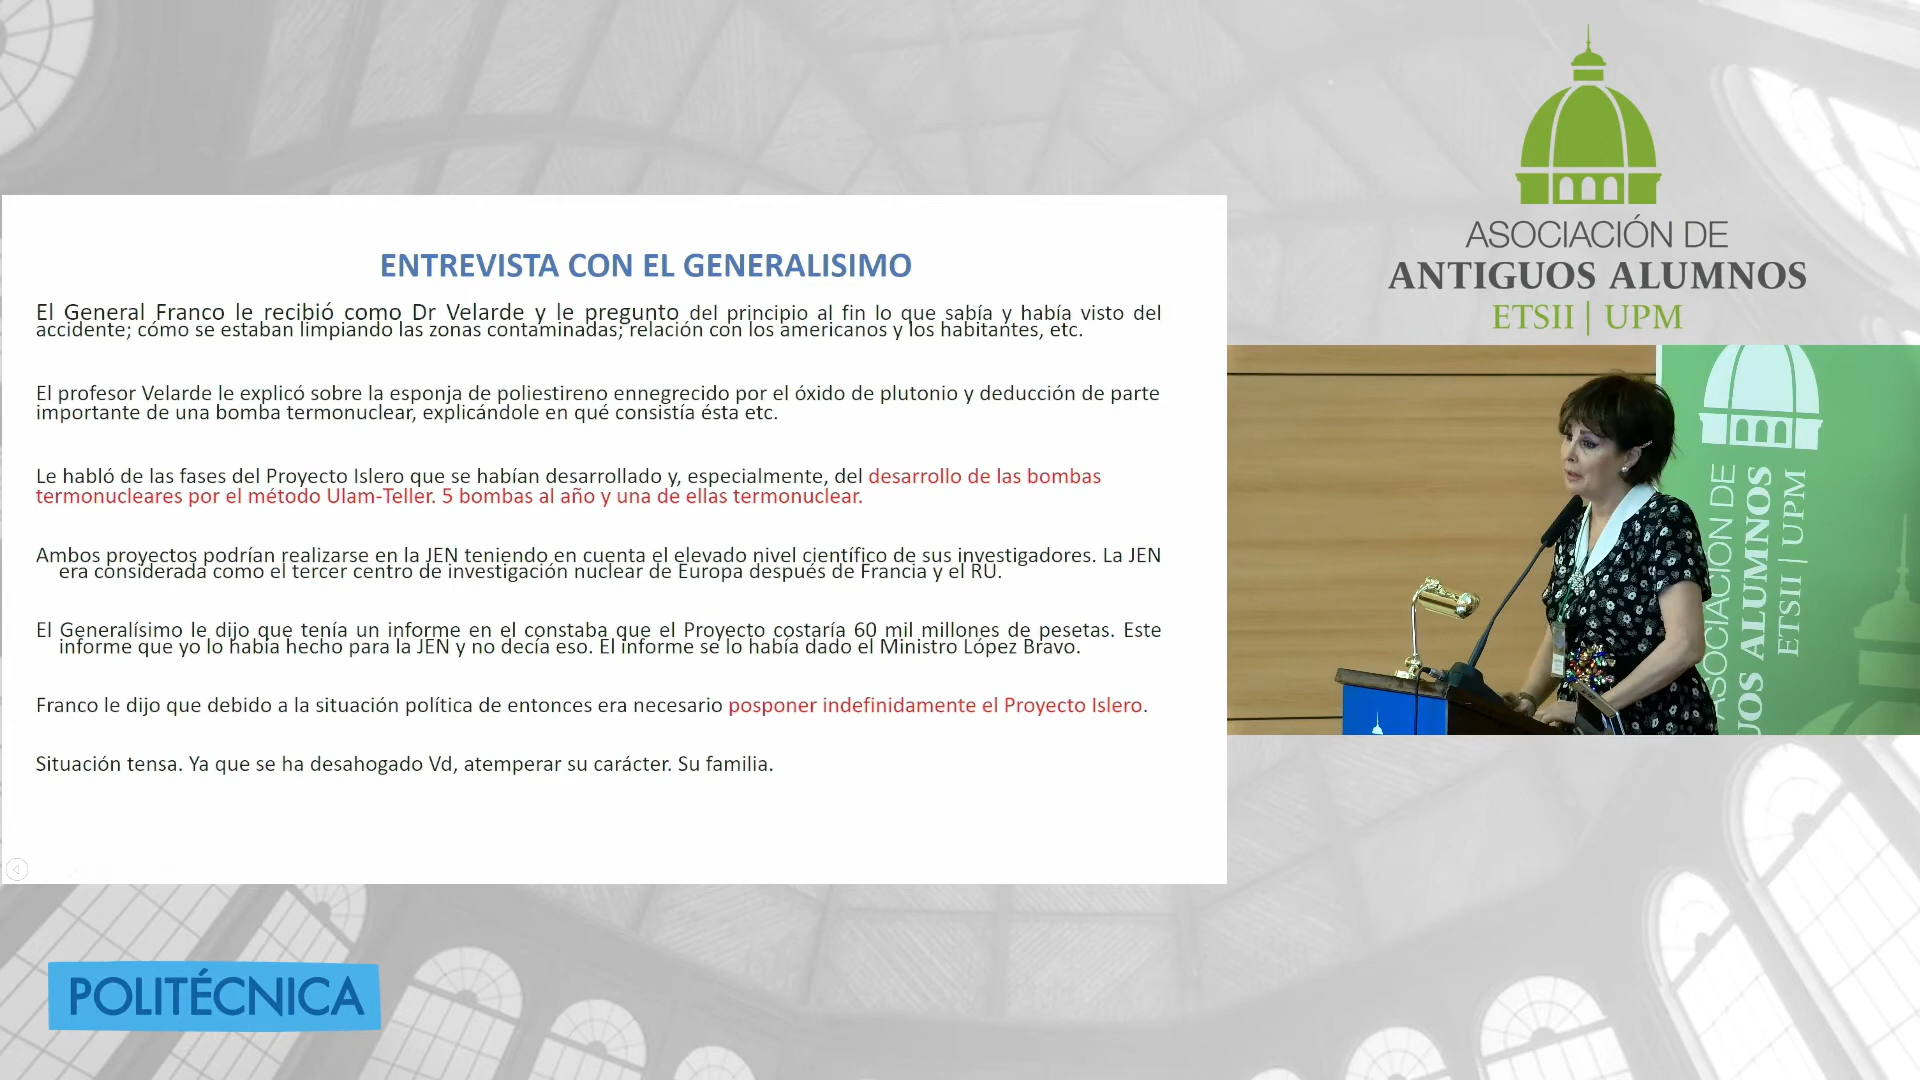 ENTREVISTA CON EL GENERALISIMO
El General Franco le recibió como Dr Velarde y le pregunto del principio al fin lo que sabía y había visto del
accidente; cómo se estaban limpiando las zonas contaminadas; relación con los americanos y los habitantes, etc.
El profesor Velarde le explicó sobre la esponja de poliestireno ennegrecido por el óxido de plutonio y deducción de parte
importante de una bomba termonuclear, explicándole en qué consistía ésta etc.
Le habló de las fases del Proyecto Islero que se habían desarrollado y, especialmente, del desarrollo de las bombas
termonucleares por el método Ulam-Teller. 5 bombas al año y una de ellas termonuclear.
Ambos proyectos podrían realizarse en la JEN teniendo en cuenta el elevado nivel científico de sus investigadores. La JEN
era considerada como el tercer centro de investigación nuclear de Europa después de Francia y el RU.
El Generalísimo le dijo que tenía un informe en el constaba que el Proyecto costaría 60 mil millones de pesetas. Este
informe que yo lo había hecho para la JEN y no decía eso. El informe se lo había dado el Ministro López Bravo.
Franco le dijo que debido a la situación política de entonces era necesario posponer indefinidamente el Proyecto Islero.
Situación tensa. Ya que se ha desahogado Vd, atemperar su carácter. Su familia.
ASOCIACIÓN DE
ANTIGUOS ALUMNOS
ETSII | UPM
ASOCIACIÓN DE
ALUMNOS
ETSII | UPM
POLITÉCNICA